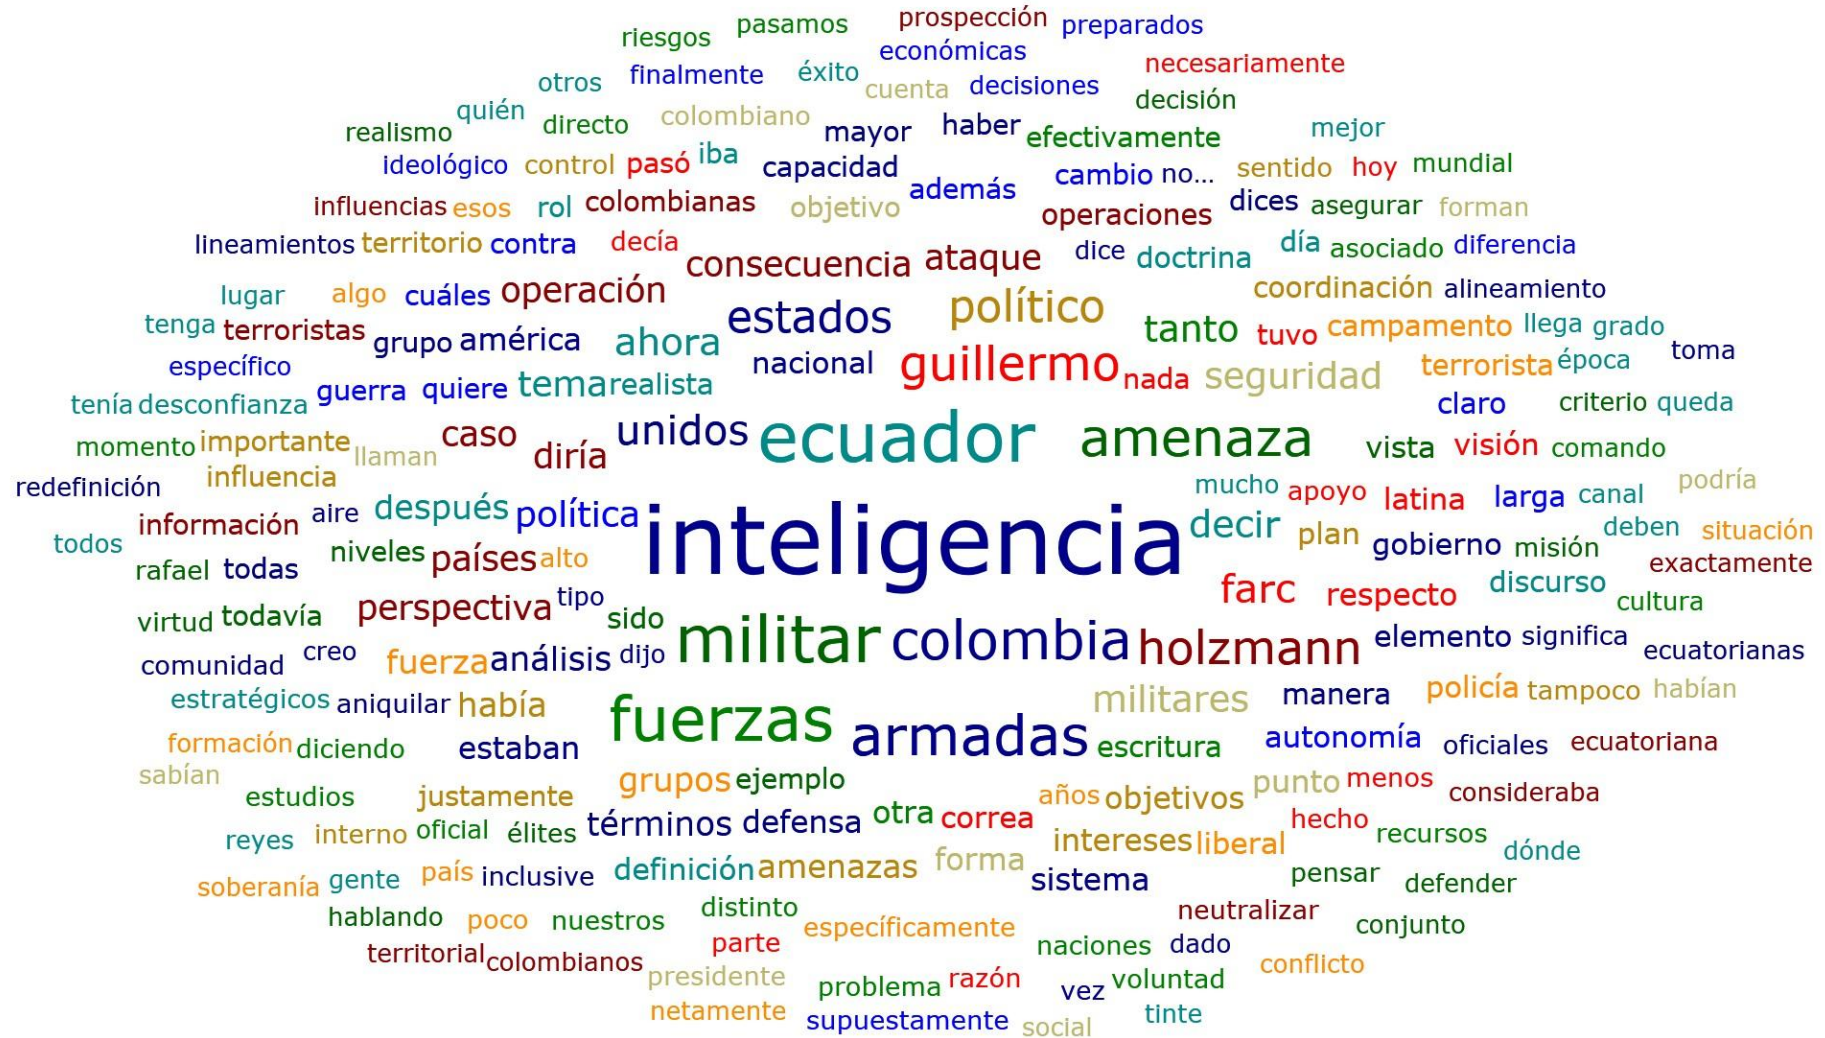 prospección
pasamos preparados
riesgos
económicas
otros finalmente éxito necesariamente
cuenta decisiones
quién decisión
realismo directo colombiano mayor haber efectivamente mejor
ideológico control pasó iba capacidad además cambio no... sentido hoy mundial
influencias esos rol colombianas objetivo operaciones dices asegurar forman
lineamientos territorio contra decía consecuencia ataque dice doctrina día asociado diferencia
lugar algo cuáles operación estados político coordinación alineamiento
tenga terroristas grupo américa ahora nacional guillermo tanto tuvo campamento llega grado
específico guerra quiere tema realista nada seguridad terrorista época toma
tenía desconfianza claro criterio queda
momento importante llaman caso diría unidos ecuador amenaza vista visión comando
redefinición influencia mucho apoyo latina larga canal podría
todos información aire después política inteligencia decir plan gobierno misión deben situación
rafael todas niveles países alto exactamente
virtud todavía perspectiva tipo sido farc respecto discurso cultura
comunidad creo fuerza análisis dijo militar colombia holzmann elemento significa ecuatorianas
estratégicos aniquilar había militares manera policía tampoco habían
formación diciendo estaban fuerzas armadas escritura autonomía oficiales ecuatoriana
sabían grupos ejemplo punto menos
estudios justamente años objetivos consideraba
reyes interno oficial élites términos defensa otra correa intereses liberal hecho recursos dónde
soberanía gente país inclusive definición amenazas forma sistema pensar defender
hablando poco nuestros distinto específicamente neutralizar conjunto
territorial colombianos parte naciones dado conflicto
presidente problema razón vez voluntad
netamente supuestamente social tinte